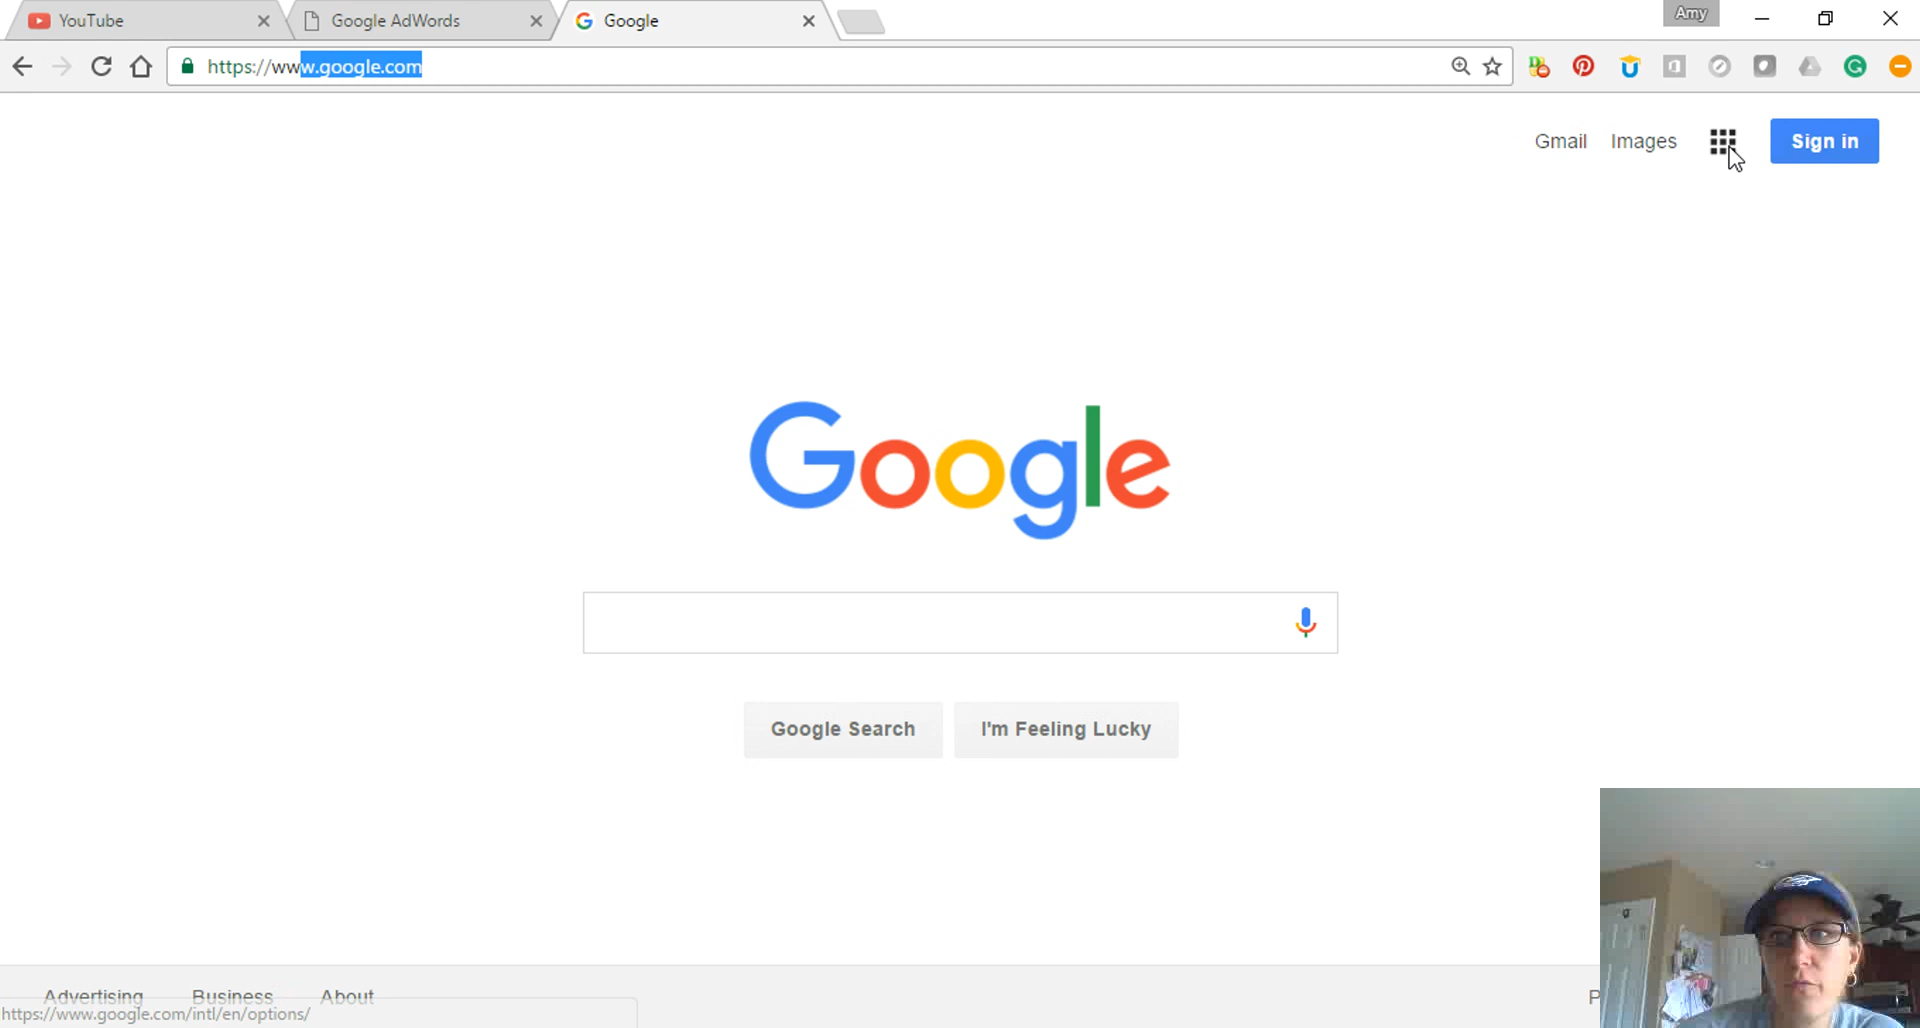 YouTube
Google AdWords
Google
Amy
https://www.google.com
Gmail
Images
Sign in
Google
Google Search
I'm Feeling Lucky
Advertising
Business
About
P
https://www.google.com/intl/en/options/